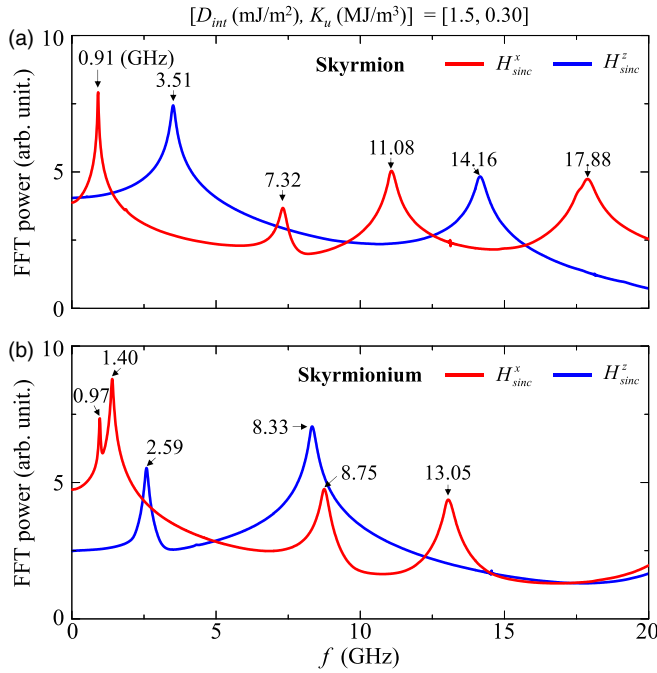 [D_int (mJ/m²), K_u (MJ/m³)] = [1.5, 0.30]
(a)
10
5
0
FFT power (arb. unit.)
0.91 (GHz)
3.51
Skyrmion
H^x_sinc
H^z_sinc
7.32
11.08
14.16
17.88
(b)
10
5
0
FFT power (arb. unit.)
1.40
0.97
2.59
Skyrmionium
H^x_sinc
H^z_sinc
8.33
8.75
13.05
0 5 10 15 20
f (GHz)